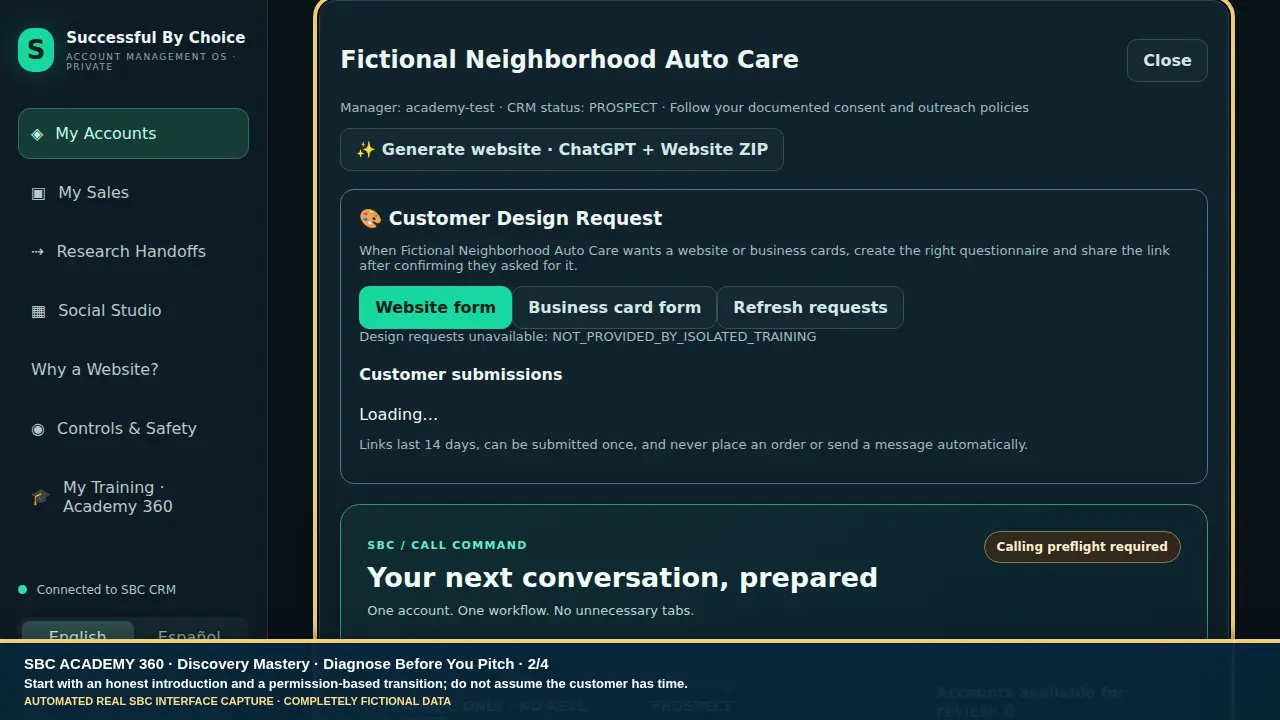 S
Successful By Choice
ACCOUNT MANAGEMENT OS ·
PRIVATE
My Accounts
My Sales
Research Handoffs
Social Studio
Why a Website?
Controls & Safety
My Training ·
Academy 360
Connected to SBC CRM
English
Español
Fictional Neighborhood Auto Care
Close
Manager: academy-test · CRM status: PROSPECT · Follow your documented consent and outreach policies
✨ Generate website · ChatGPT + Website ZIP
🎨 Customer Design Request
When Fictional Neighborhood Auto Care wants a website or business cards, create the right questionnaire and share the link
after confirming they asked for it.
Website form
Business card form
Refresh requests
Design requests unavailable: NOT_PROVIDED_BY_ISOLATED_TRAINING
Customer submissions
Loading...
Links last 14 days, can be submitted once, and never place an order or send a message automatically.
SBC / CALL COMMAND
Calling preflight required
Your next conversation, prepared
One account. One workflow. No unnecessary tabs.
SBC ACADEMY 360 · Discovery Mastery · Diagnose Before You Pitch · 2/4
Start with an honest introduction and a permission-based transition; do not assume the customer has time.
AUTOMATED REAL SBC INTERFACE CAPTURE · COMPLETELY FICTIONAL DATA
PROSPECT
Accounts available for